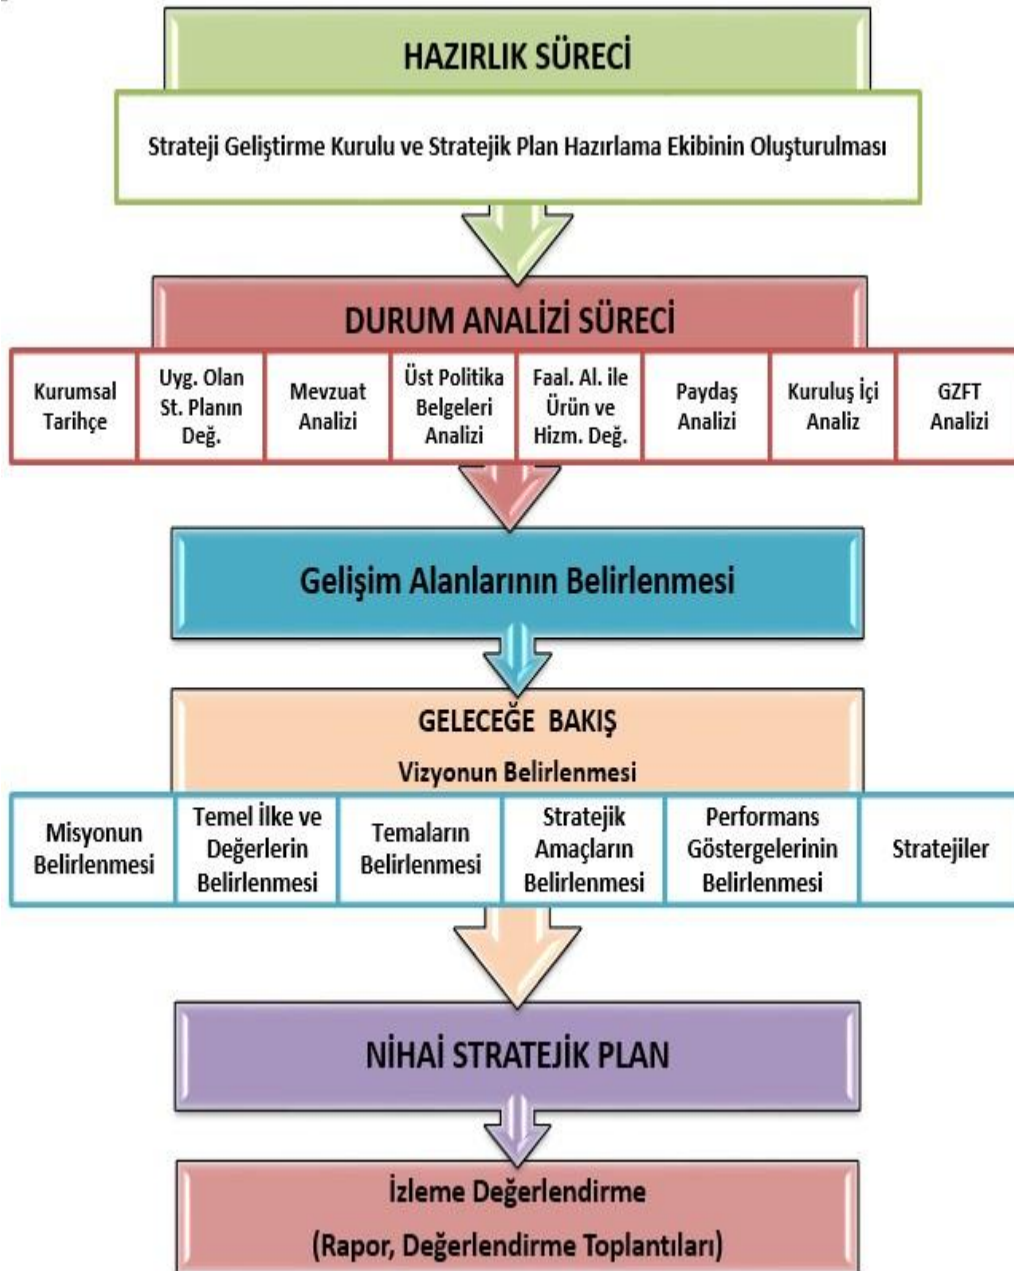 HAZIRLIK SÜRECİ
Strateji Geliştirme Kurulu ve Stratejik Plan Hazırlama Ekibinin Oluşturulması
DURUM ANALİZİ SÜRECİ
Kurumsal
Tarihçe
Uyg. Olan
St. Planın
Değ.
Mevzuat
Analizi
Üst Politika
Belgeleri
Analizi
Faal. Al. ile
Ürün ve
Hizm. Değ.
Paydaş
Analizi
Kuruluş İçi
Analiz
GZFT
Analizi
Gelişim Alanlarının Belirlenmesi
GELECEĞE BAKIŞ
Vizyonun Belirlenmesi
Misyonun
Belirlenmesi
Temel İlke ve
Değerlerin
Belirlenmesi
Temaların
Belirlenmesi
Stratejik
Amaçların
Belirlenmesi
Performans
Göstergelerinin
Belirlenmesi
Stratejiler
NİHAİ STRATEJİK PLAN
İzleme Değerlendirme
(Rapor, Değerlendirme Toplantıları)